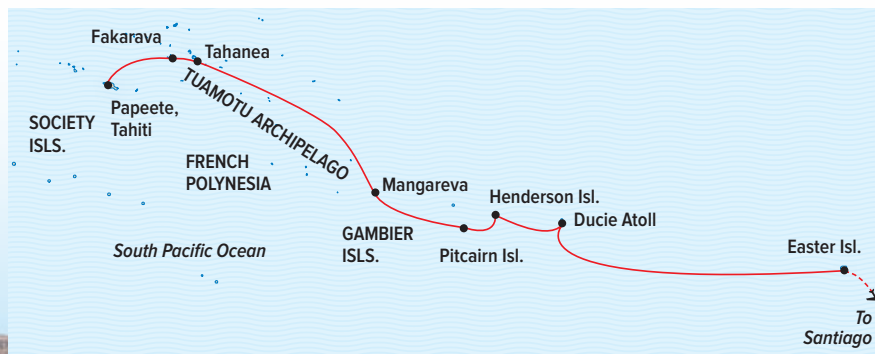 Fakarava
Tahanea
Papeete,
Tahiti
SOCIETY
ISLS.
TUAMOTU ARCHIPELAGO
FRENCH
POLYNESIA
South Pacific Ocean
Mangareva
GAMBIER
ISLS.
Henderson Isl.
Pitcairn Isl.
Ducie Atoll
Easter Isl.
To
Santiago